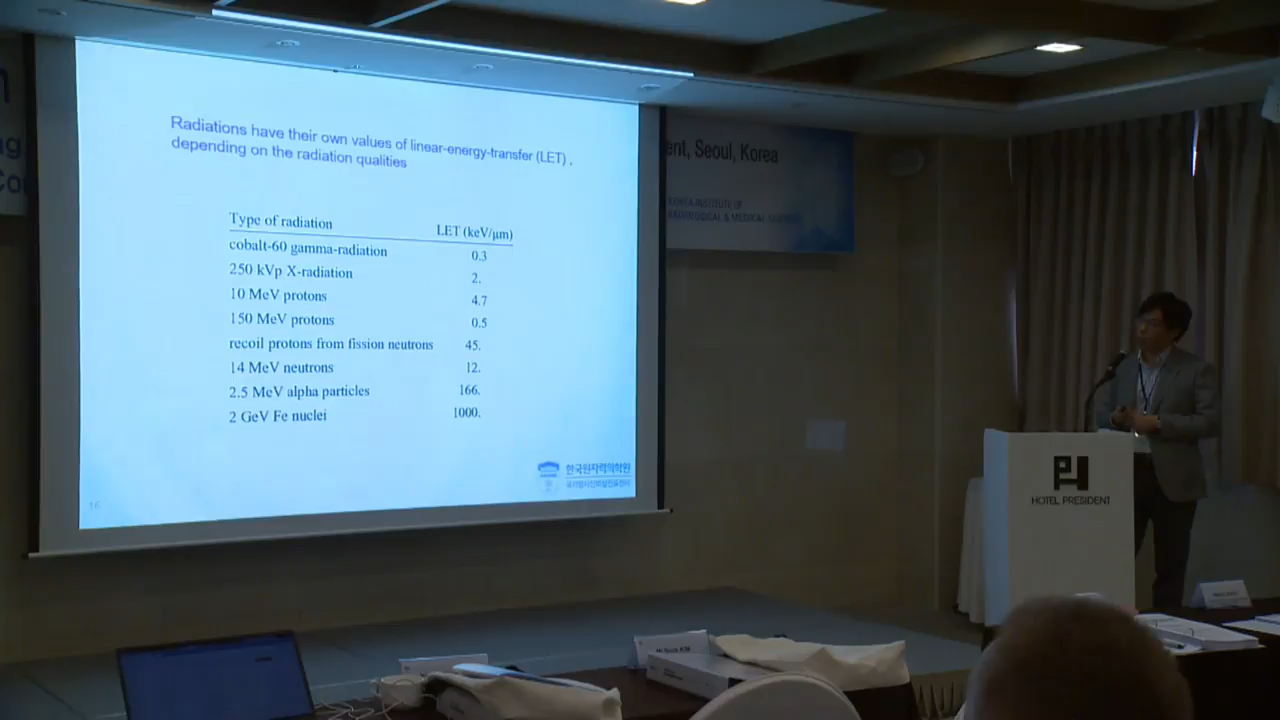 Radiations have their own values of linear-energy-transfer (LET) ,
depending on the radiation qualities
Type of radiation LET (keV/μm)
cobalt-60 gamma-radiation 0.3
250 kVp X-radiation 2.
10 MeV protons 4.7
150 MeV protons 0.5
recoil protons from fission neutrons 45.
14 MeV neutrons 12.
2.5 MeV alpha particles 166.
2 GeV Fe nuclei 1000.
한국원자력의학원
16
ent, Seoul, Korea
KOREA INSTITUTE OF
RADIOLOGICAL & MEDICAL
HOTEL PRESIDENT